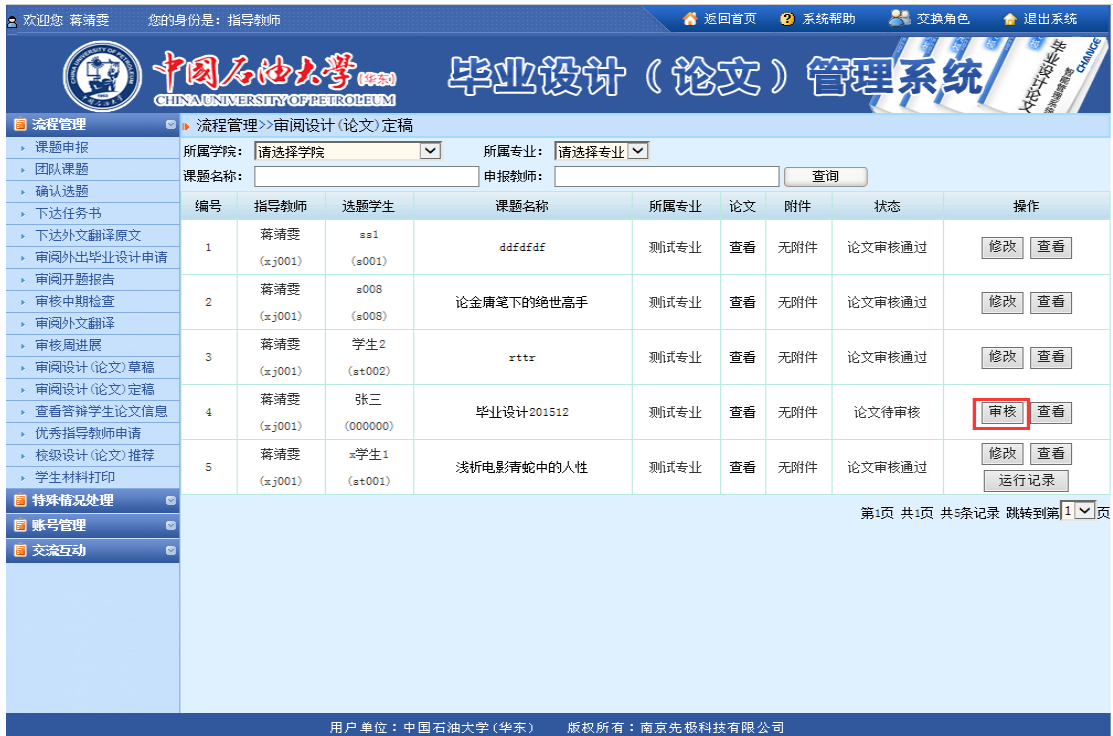 欢迎您 蒋靖雯 您的身份是：指导教师 返回首页 系统帮助 交换角色 退出系统
中国石油大学(华东) 毕业设计（论文）管理系统
CHINA UNIVERSITY OF PETROLEUM
毕业设计论文
智能管理系统
CHANGE
流程管理
课题申报
团队课题
确认选题
下达任务书
下达外文翻译原文
审阅外出毕业设计申请
审阅开题报告
审核中期检查
审阅外文翻译
审核周进展
审阅设计(论文)草稿
审阅设计(论文)定稿
查看答辩学生论文信息
优秀指导教师申请
校级设计(论文)推荐
学生材料打印
特殊情况处理
账号管理
交流互动
流程管理>>审阅设计(论文)定稿
所属学院： 请选择学院 所属专业： 请选择专业
课题名称： 申报教师： 查询
编号 指导教师 选题学生 课题名称 所属专业 论文 附件 状态 操作
1 蒋靖雯 ss1 ddfdfdf 测试专业 查看 无附件 论文审核通过 修改 查看
(xj001) (s001)
2 蒋靖雯 s008 论金庸笔下的绝世高手 测试专业 查看 无附件 论文审核通过 修改 查看
(xj001) (s008)
3 蒋靖雯 学生2 rttr 测试专业 查看 无附件 论文审核通过 修改 查看
(xj001) (st002)
4 蒋靖雯 张三 毕业设计201512 测试专业 查看 无附件 论文待审核 审核 查看
(xj001) (000000)
5 蒋靖雯 x学生1 浅析电影青蛇中的人性 测试专业 查看 无附件 论文审核通过 修改 查看
(xj001) (st001) 运行记录
第1页 共1页 共5条记录 跳转到第 1 页
用户单位：中国石油大学(华东) 版权所有：南京先极科技有限公司